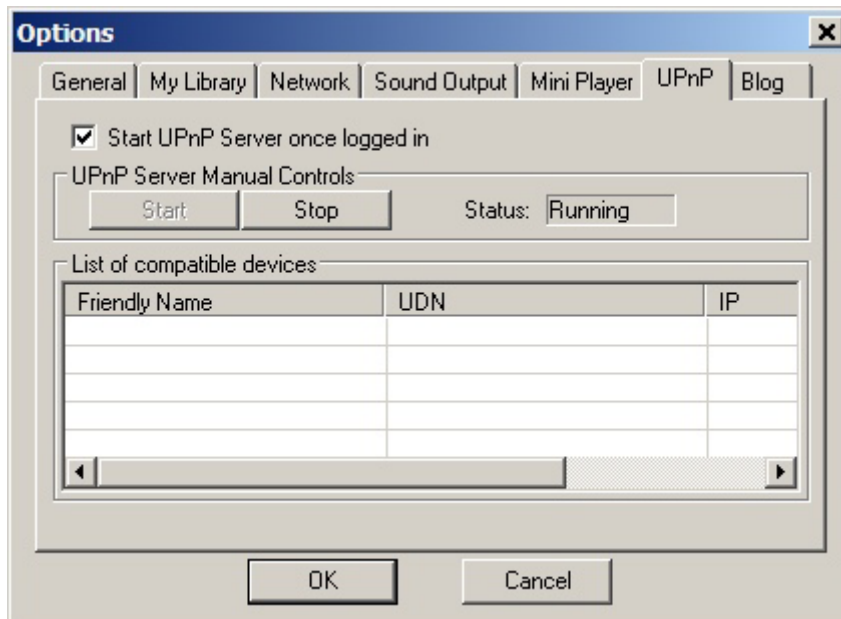 Options
General My Library Network Sound Output Mini Player UPnP Blog
Start UPnP Server once logged in
UPnP Server Manual Controls
Start Stop Status: Running
List of compatible devices
Friendly Name UDN IP
OK Cancel